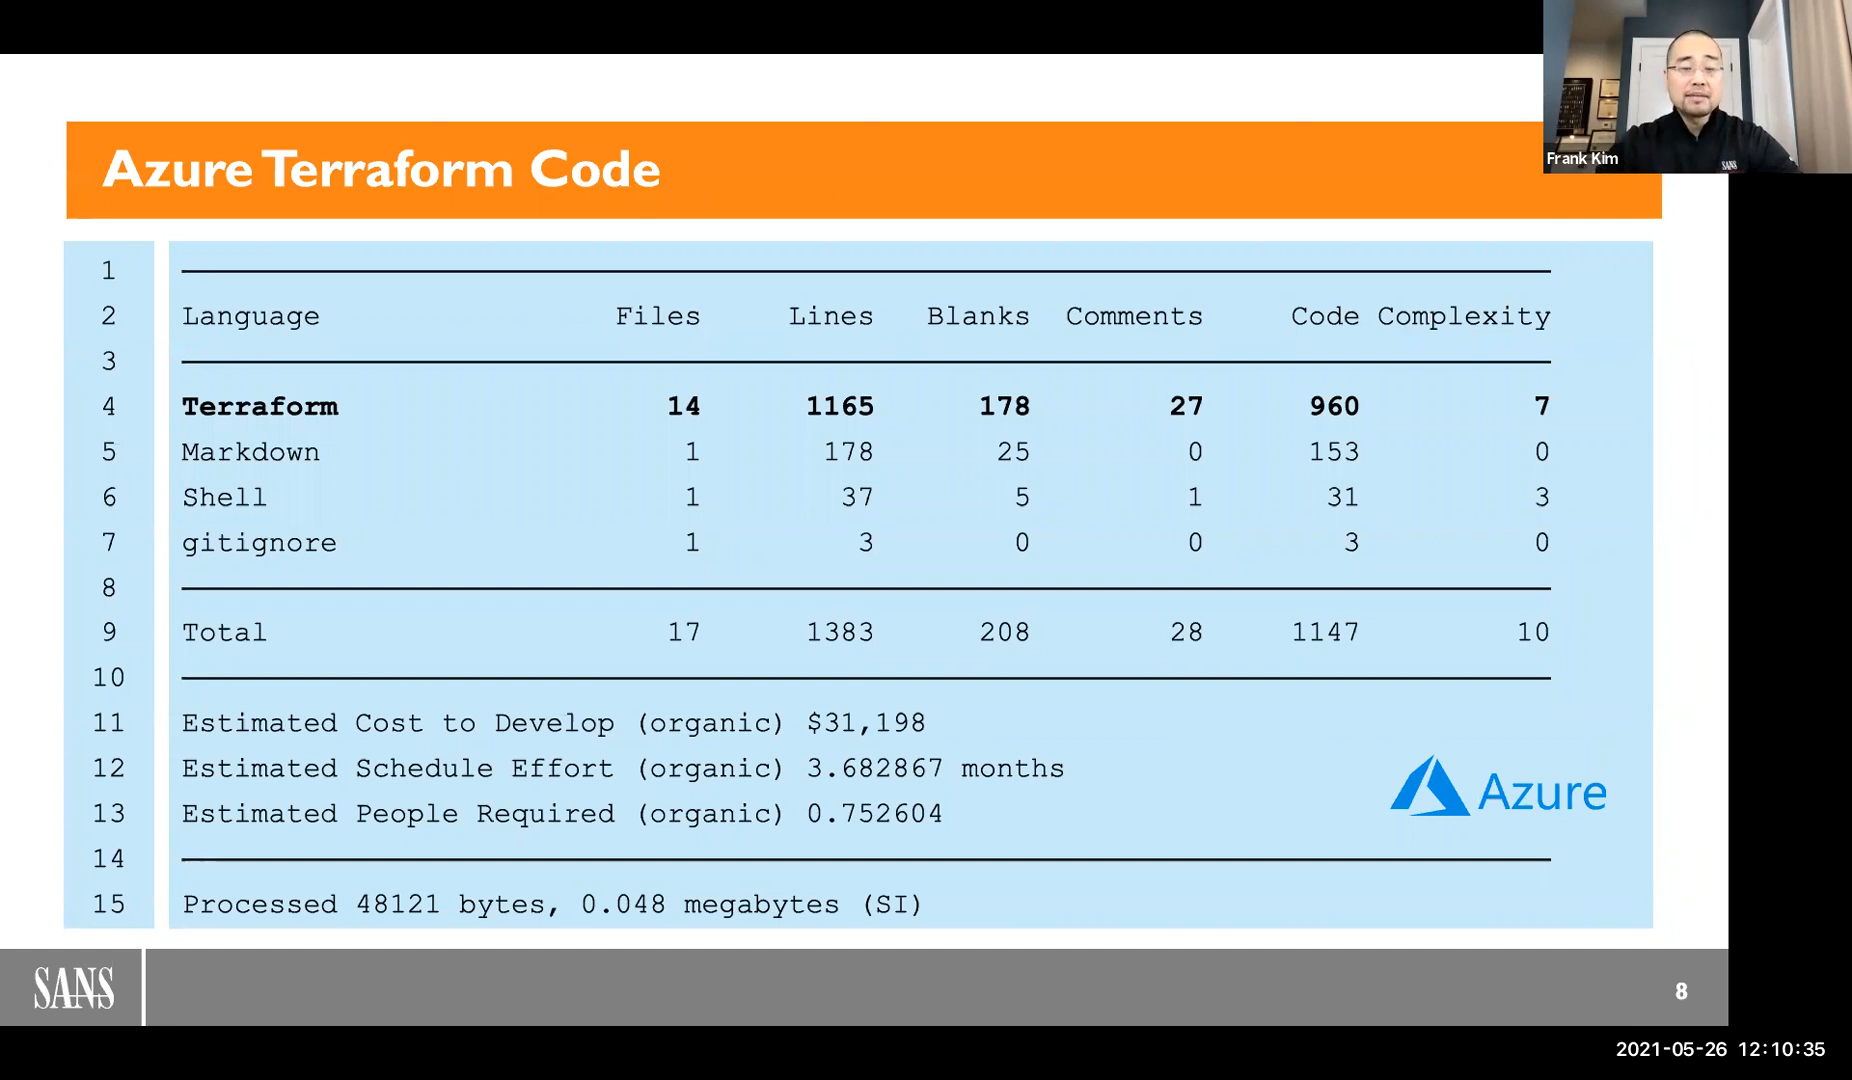 Azure Terraform Code
Frank Kim
SANS
1
2 Language Files Lines Blanks Comments Code Complexity
3
4 Terraform 14 1165 178 27 960 7
5 Markdown 1 178 25 0 153 0
6 Shell 1 37 5 1 31 3
7 gitignore 1 3 0 0 3 0
8
9 Total 17 1383 208 28 1147 10
10
11 Estimated Cost to Develop (organic) $31,198
12 Estimated Schedule Effort (organic) 3.682867 months
13 Estimated People Required (organic) 0.752604
Azure
14
15 Processed 48121 bytes, 0.048 megabytes (SI)
SANS
8
2021-05-26 12:10:35